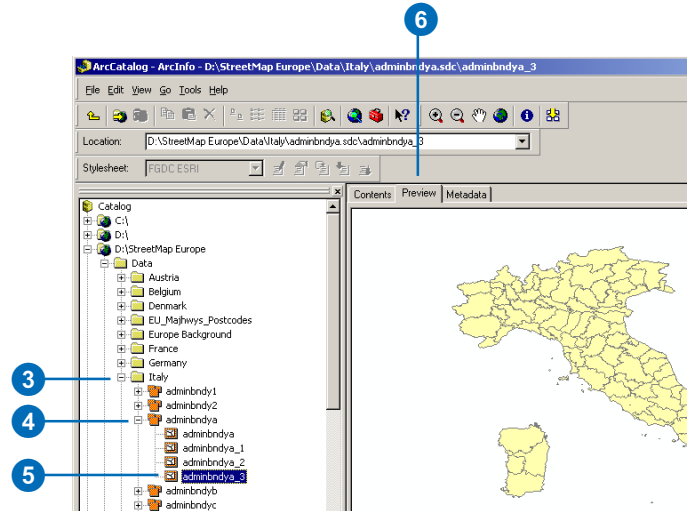 6
ArcCatalog - ArcInfo - D:\StreetMap Europe\Data\Italy\adminbndya.sdc\adminbndya_3
File Edit View Go Tools Help
Location: D:\StreetMap Europe\Data\Italy\adminbndya.sdc\adminbndya_3
Stylesheet: FGDC ESRI
Contents Preview Metadata
Catalog
C:\
D:\
D:\StreetMap Europe
Data
Austria
Belgium
Denmark
EU_Majhwys_Postcodes
Europe Background
France
Germany
3 Italy
adminbndy1
adminbndy2
4 adminbndya
adminbndya
adminbndya_1
adminbndya_2
5 adminbndya_3
adminbndyb
adminbndyc